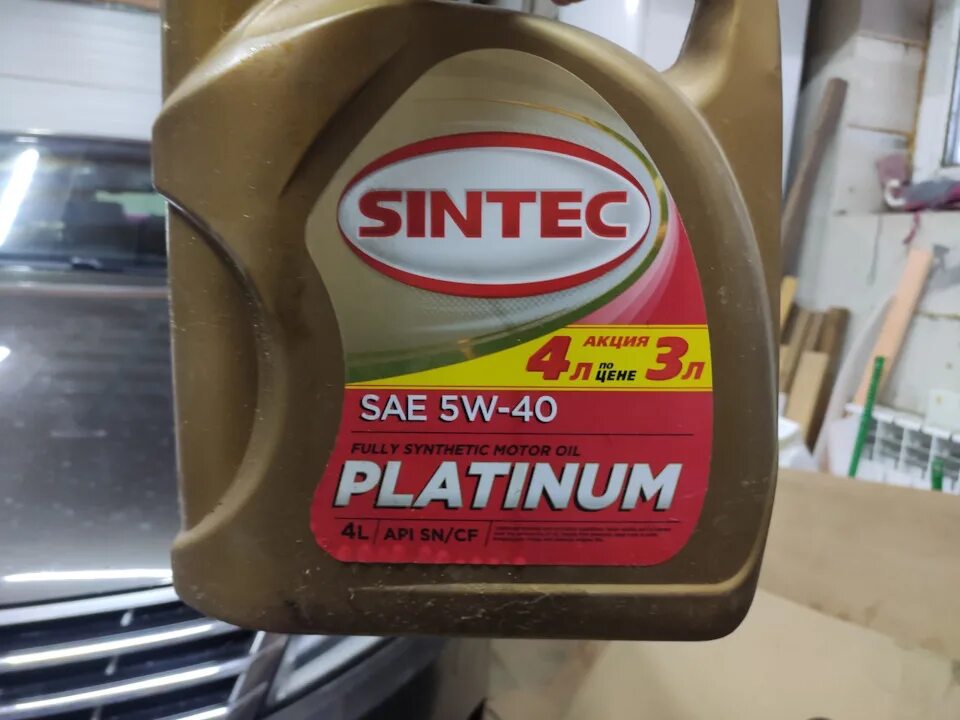 SINTEC
АКЦИЯ
4л по ЦЕНЕ 3л
SAE 5W-40
FULLY SYNTHETIC MOTOR OIL
PLATINUM
4L API SN/CF